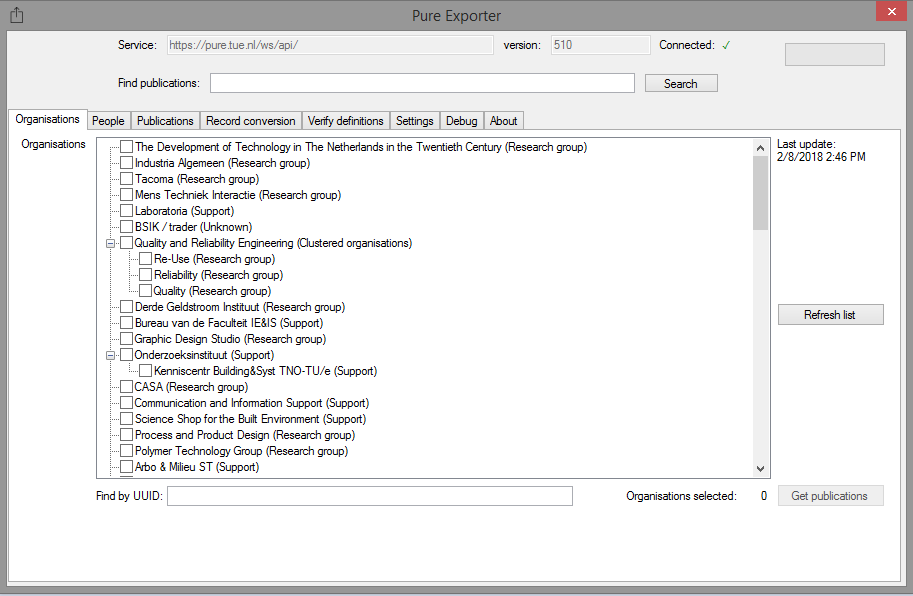 Pure Exporter
Service: https://pure.tue.nl/ws/api/ version: 510 Connected: ✓
Find publications: Search
Organisations People Publications Record conversion Verify definitions Settings Debug About
Organisations
The Development of Technology in The Netherlands in the Twentieth Century (Research group)
Industria Algemeen (Research group)
Tacoma (Research group)
Mens Techniek Interactie (Research group)
Laboratoria (Support)
BSIK / trader (Unknown)
Quality and Reliability Engineering (Clustered organisations)
Re-Use (Research group)
Reliability (Research group)
Quality (Research group)
Derde Geldstroom Instituut (Research group)
Bureau van de Faculteit IE&IS (Support)
Graphic Design Studio (Research group)
Onderzoeksinstituut (Support)
Kenniscentr Building&Syst TNO-TU/e (Support)
CASA (Research group)
Communication and Information Support (Support)
Science Shop for the Built Environment (Support)
Process and Product Design (Research group)
Polymer Technology Group (Research group)
Arbo & Milieu ST (Support)
Last update:
2/8/2018 2:46 PM
Refresh list
Find by UUID: Organisations selected: 0 Get publications